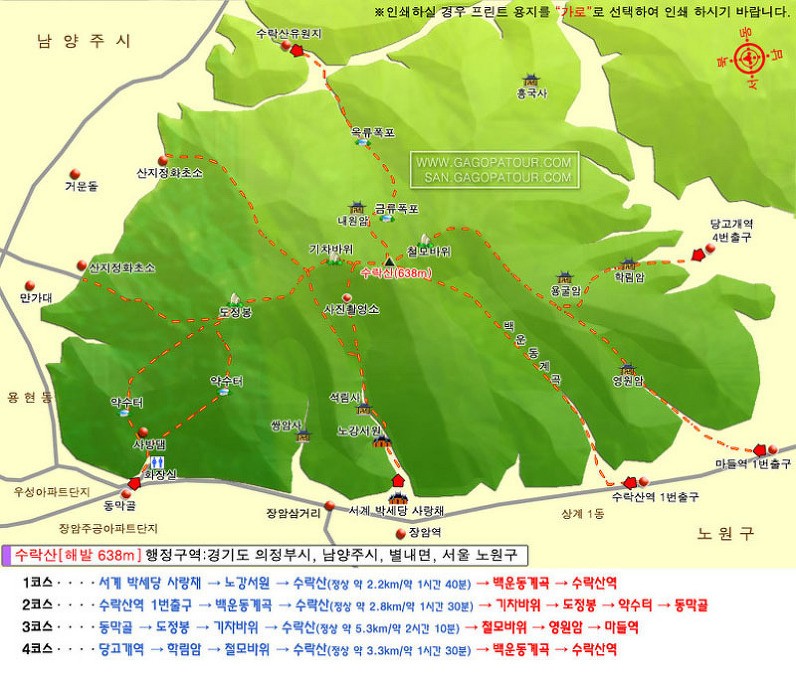 ※인쇄하실 경우 프린트 용지를 "가로"로 선택하여 인쇄 하시기 바랍니다.
남양주시
수락산유원지
동
북
남
서
흥국사
옥류폭포
WWW.GAGOPATOUR.COM
SAN.GAGOPATOUR.COM
산지정화초소
거문돌
내원암
금류폭포
당고개역
4번출구
기차바위
철모바위
수락산(638m)
산지정화초소
만가대
학림암
용굴암
도정봉
사진촬영소
백운동계곡
용현동
약수터
약수터
석림사
영원암
쌍암사
노강서원
사방댐
화장실
마들역 1번출구
우성아파트단지
동막골
수락산역 1번출구
장암삼거리
서계 박세당 사랑채
상계 1동
장암주공아파트단지
장암역
노원구
수락산[해발 638m] 행정구역:경기도 의정부시, 남양주시, 별내면, 서울 노원구
1코스 · · · · 서계 박세당 사랑채 → 노강서원 → 수락산(정상 약 2.2km/약 1시간 40분) → 백운동계곡 → 수락산역
2코스 · · · · 수락산역 1번출구 → 백운동계곡 → 수락산(정상 약 2.8km/약 1시간 30분) → 기차바위 → 도정봉 → 약수터 → 동막골
3코스 · · · · 동막골 → 도정봉 → 기차바위 → 수락산(정상 약 5.3km/약 2시간 10분) → 철모바위 → 영원암 → 마들역
4코스 · · · · 당고개역 → 학림암 → 철모바위 → 수락산(정상 약 3.3km/약 1시간 30분) → 백운동계곡 → 수락산역